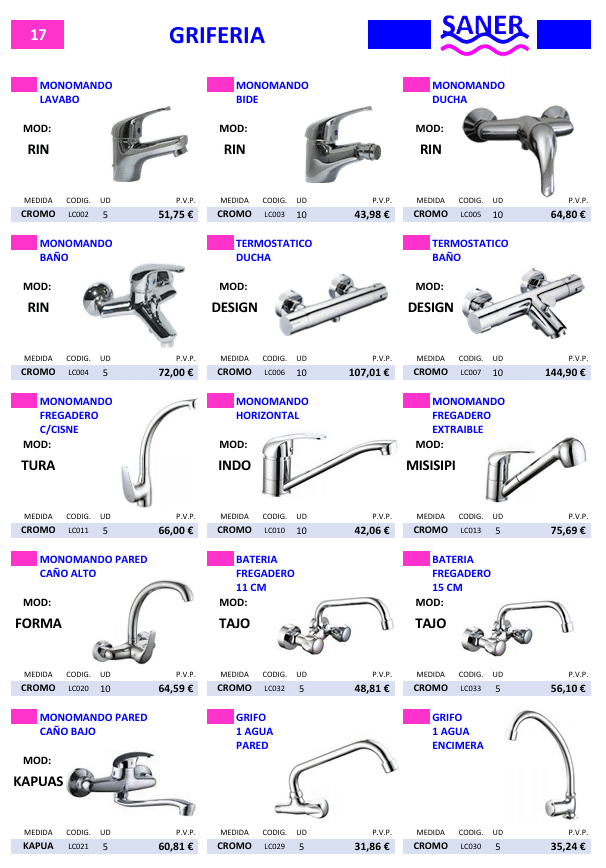 17
GRIFERIA
SANER
MONOMANDO
LAVABO
MOD:
RIN
MEDIDA CODIG. UD P.V.P.
CROMO LC002 5 51,75 €
MONOMANDO
BIDE
MOD:
RIN
MEDIDA CODIG. UD P.V.P.
CROMO LC003 10 43,98 €
MONOMANDO
DUCHA
MOD:
RIN
MEDIDA CODIG. UD P.V.P.
CROMO LC005 10 64,80 €
MONOMANDO
BAÑO
MOD:
RIN
MEDIDA CODIG. UD P.V.P.
CROMO LC004 5 72,00 €
TERMOSTATICO
DUCHA
MOD:
DESIGN
MEDIDA CODIG. UD P.V.P.
CROMO LC006 10 107,01 €
TERMOSTATICO
BAÑO
MOD:
DESIGN
MEDIDA CODIG. UD P.V.P.
CROMO LC007 10 144,90 €
MONOMANDO
FREGADERO
C/CISNE
MOD:
TURA
MEDIDA CODIG. UD P.V.P.
CROMO LC011 5 66,00 €
MONOMANDO
HORIZONTAL
MOD:
INDO
MEDIDA CODIG. UD P.V.P.
CROMO LC010 10 42,06 €
MONOMANDO
FREGADERO
EXTRAIBLE
MOD:
MISISIPI
MEDIDA CODIG. UD P.V.P.
CROMO LC013 5 75,69 €
MONOMANDO PARED
CAÑO ALTO
MOD:
FORMA
MEDIDA CODIG. UD P.V.P.
CROMO LC020 10 64,59 €
BATERIA
FREGADERO
11 CM
MOD:
TAJO
MEDIDA CODIG. UD P.V.P.
CROMO LC032 5 48,81 €
BATERIA
FREGADERO
15 CM
MOD:
TAJO
MEDIDA CODIG. UD P.V.P.
CROMO LC033 5 56,10 €
MONOMANDO PARED
CAÑO BAJO
MOD:
KAPUAS
MEDIDA CODIG. UD P.V.P.
KAPUA LC021 5 60,81 €
GRIFO
1 AGUA
PARED
MEDIDA CODIG. UD P.V.P.
CROMO LC029 5 31,86 €
GRIFO
1 AGUA
ENCIMERA
MEDIDA CODIG. UD P.V.P.
CROMO LC030 5 35,24 €